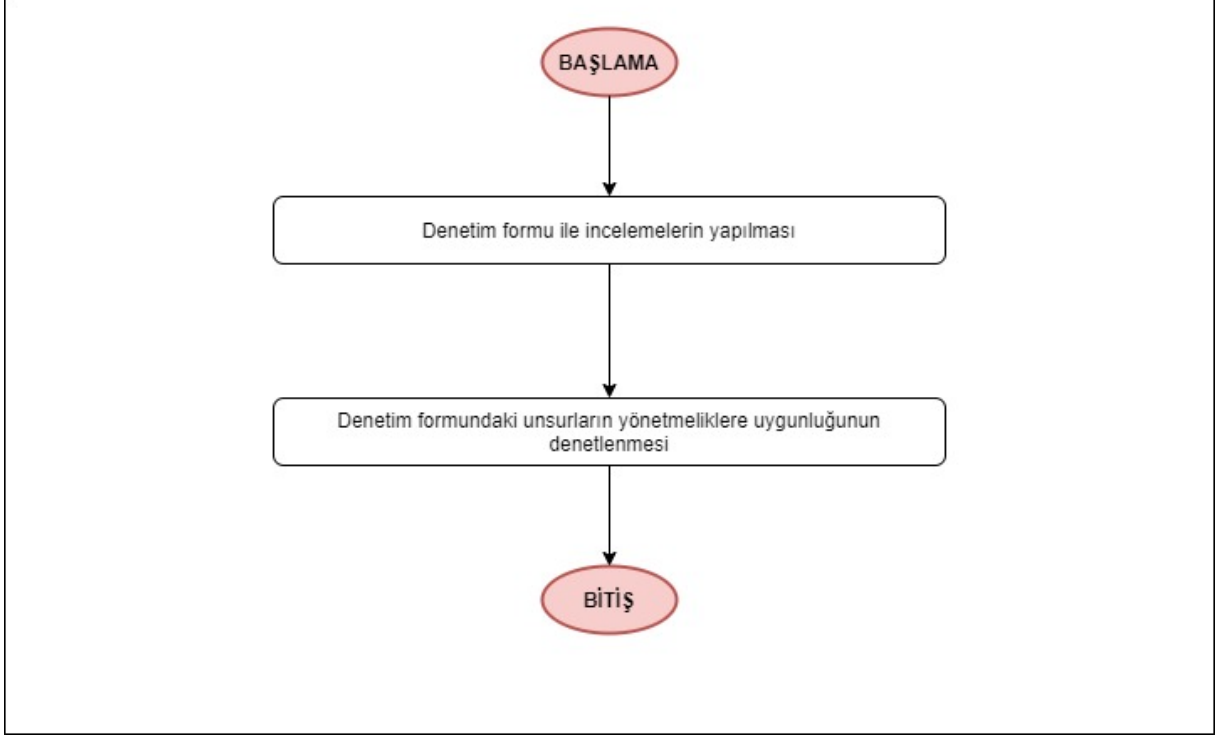 BAŞLAMA
Denetim formu ile incelemelerin yapılması
Denetim formundaki unsurların yönetmeliklere uygunluğunun
denetlenmesi
BİTİŞ